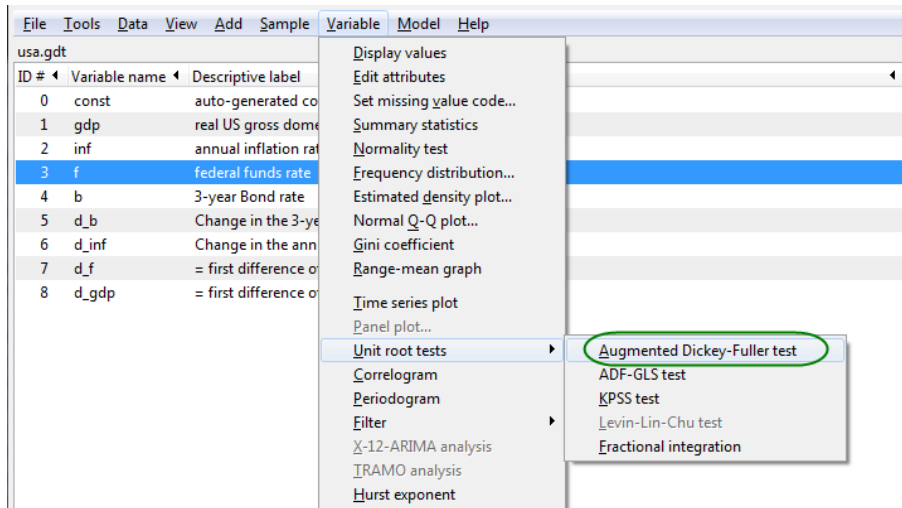 File Tools Data View Add Sample Variable Model Help
usa.gdt
ID # Variable name Descriptive label
0 const auto-generated co
1 gdp real US gross dome
2 inf annual inflation rat
3 f federal funds rate
4 b 3-year Bond rate
5 d_b Change in the 3-ye
6 d_inf Change in the ann
7 d_f = first difference o
8 d_gdp = first difference o
Display values
Edit attributes
Set missing value code...
Summary statistics
Normality test
Frequency distribution...
Estimated density plot...
Normal Q-Q plot...
Gini coefficient
Range-mean graph
Time series plot
Panel plot...
Unit root tests
Correlogram
Periodogram
Filter
X-12-ARIMA analysis
TRAMO analysis
Hurst exponent
Augmented Dickey-Fuller test
ADF-GLS test
KPSS test
Levin-Lin-Chu test
Fractional integration